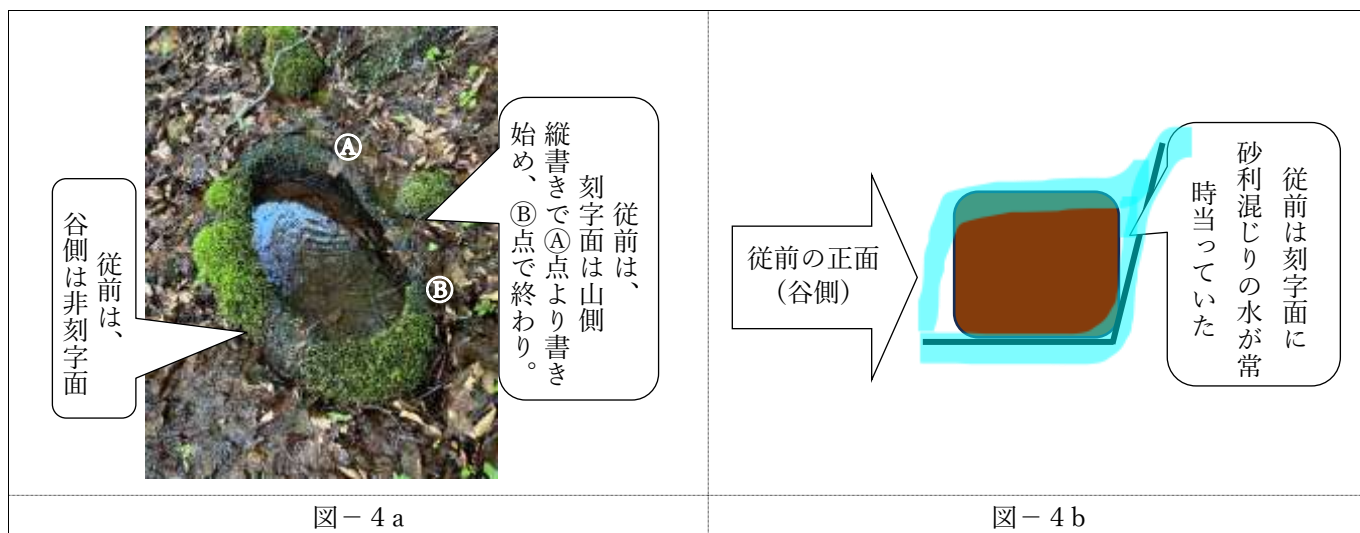 従前は、
谷側は非刻字面
Ⓐ
Ⓑ
従前は、
刻字面は山側
縦書きでⒶ点より書き
始め、Ⓑ点で終わり。
図－４a
従前の正面
（谷側）
従前は刻字面に
砂利混じりの水が常
時当っていた
図－４b